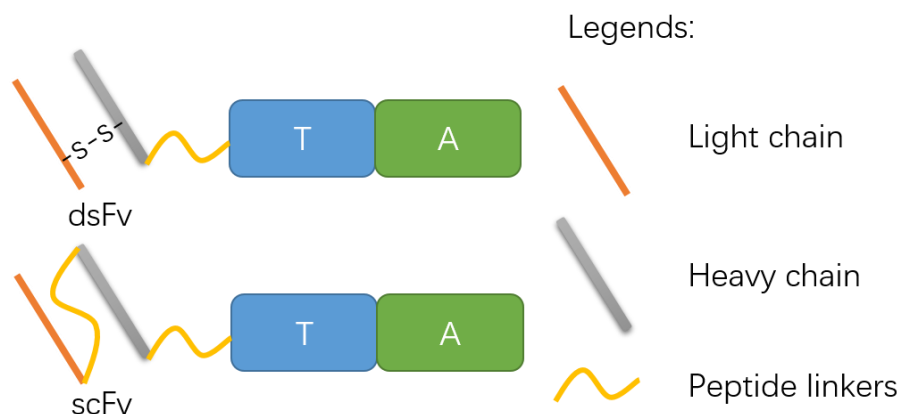 Legends:
-S-S-
T
A
Light chain
dsFv
Heavy chain
T
A
Peptide linkers
scFv